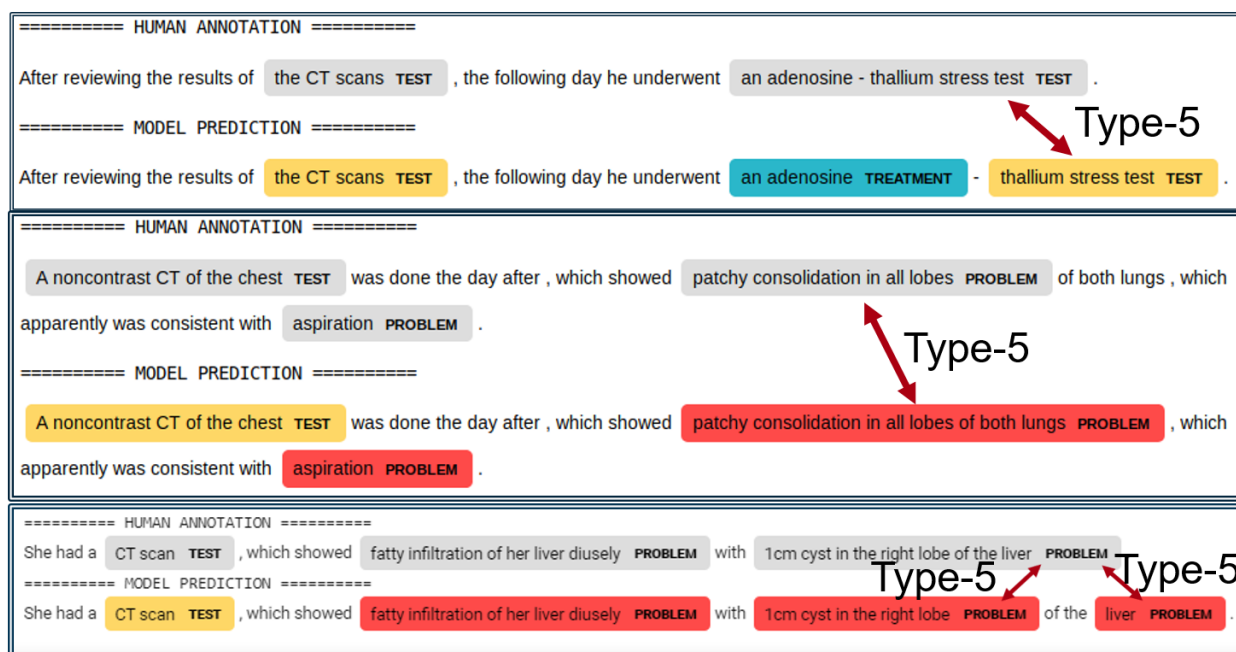 ========== HUMAN ANNOTATION ==========
After reviewing the results of the CT scans TEST , the following day he underwent an adenosine - thallium stress test TEST .
Type-5
========== MODEL PREDICTION ==========
After reviewing the results of the CT scans TEST , the following day he underwent an adenosine TREATMENT - thallium stress test TEST .
========== HUMAN ANNOTATION ==========
A noncontrast CT of the chest TEST was done the day after , which showed patchy consolidation in all lobes PROBLEM of both lungs , which
apparently was consistent with aspiration PROBLEM .
Type-5
========== MODEL PREDICTION ==========
A noncontrast CT of the chest TEST was done the day after , which showed patchy consolidation in all lobes of both lungs PROBLEM , which
apparently was consistent with aspiration PROBLEM .
========== HUMAN ANNOTATION ==========
She had a CT scan TEST , which showed fatty infiltration of her liver diusely PROBLEM with 1cm cyst in the right lobe of the liver PROBLEM
Type-5 Type-5
========== MODEL PREDICTION ==========
She had a CT scan TEST , which showed fatty infiltration of her liver diusely PROBLEM with 1cm cyst in the right lobe PROBLEM of the liver PROBLEM .